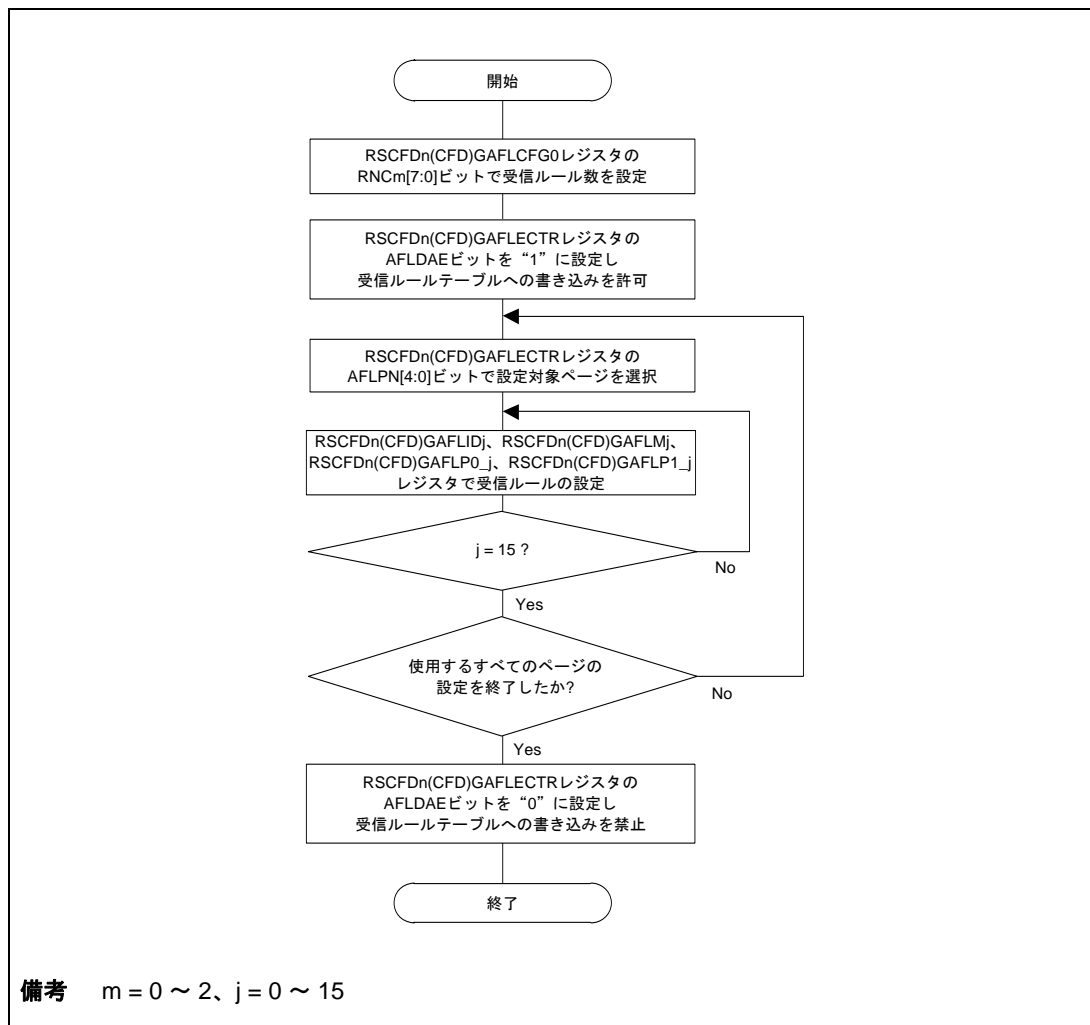 開始
RSCFDn(CFD)GAFLCFG0レジスタの
RNCm[7:0]ビットで受信ルール数を設定
RSCFDn(CFD)GAFLECTRレジスタの
AFLDAEビットを“1”に設定し
受信ルールテーブルへの書き込みを許可
RSCFDn(CFD)GAFLECTRレジスタの
AFLPN[4:0]ビットで設定対象ページを選択
RSCFDn(CFD)GAFLIDj、RSCFDn(CFD)GAFLMj、
RSCFDn(CFD)GAFLP0_j、RSCFDn(CFD)GAFLP1_j
レジスタで受信ルールの設定
j = 15 ?
No
Yes
使用するすべてのページの
設定を終了したか?
No
Yes
RSCFDn(CFD)GAFLECTRレジスタの
AFLDAEビットを“0”に設定し
受信ルールテーブルへの書き込みを禁止
終了
備考 m = 0 ～ 2、j = 0 ～ 15